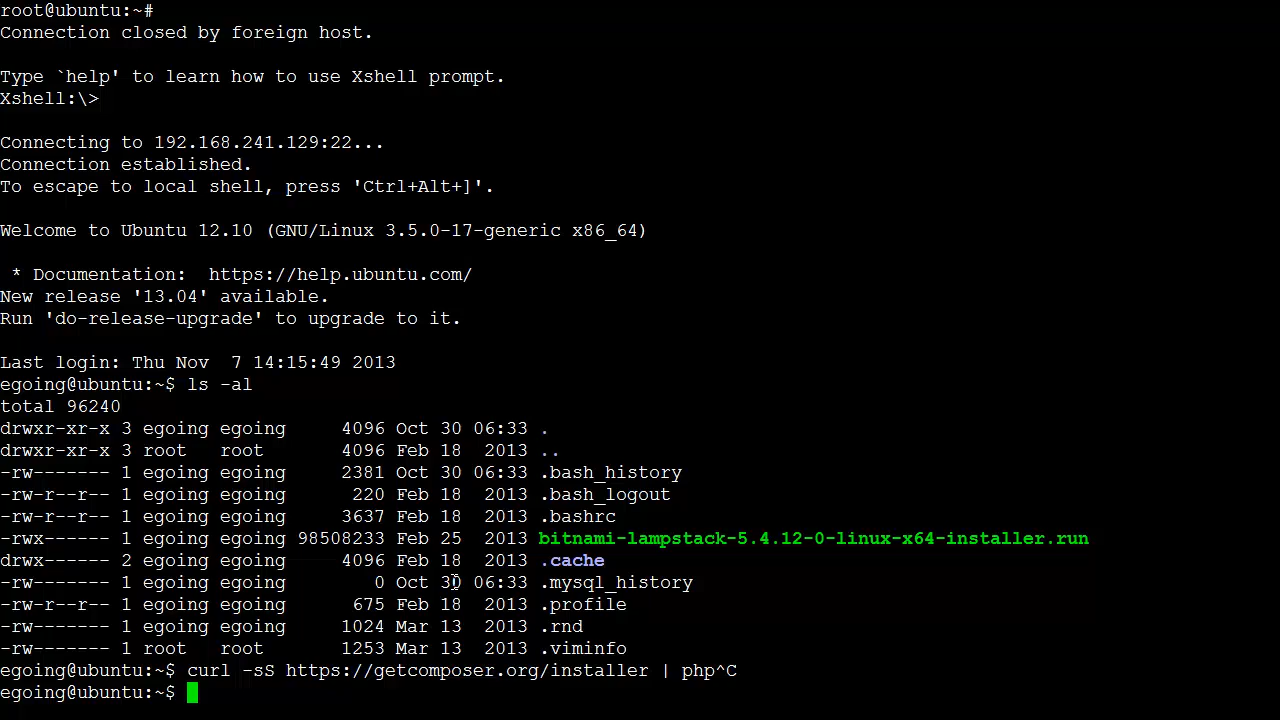 root@ubuntu:~#
Connection closed by foreign host.
Type `help' to learn how to use Xshell prompt.
Xshell:\>
Connecting to 192.168.241.129:22...
Connection established.
To escape to local shell, press 'Ctrl+Alt+]'.
Welcome to Ubuntu 12.10 (GNU/Linux 3.5.0-17-generic x86_64)
 * Documentation:  https://help.ubuntu.com/
New release '13.04' available.
Run 'do-release-upgrade' to upgrade to it.
Last login: Thu Nov  7 14:15:49 2013
egoing@ubuntu:~$ ls -al
total 96240
drwxr-xr-x 3 egoing egoing     4096 Oct 30 06:33 .
drwxr-xr-x 3 root   root       4096 Feb 18  2013 ..
-rw------- 1 egoing egoing     2381 Oct 30 06:33 .bash_history
-rw-r--r-- 1 egoing egoing      220 Feb 18  2013 .bash_logout
-rw-r--r-- 1 egoing egoing     3637 Feb 18  2013 .bashrc
-rwx------ 1 egoing egoing 98508233 Feb 25  2013 bitnami-lampstack-5.4.12-0-linux-x64-installer.run
drwx------ 2 egoing egoing     4096 Feb 18  2013 .cache
-rw------- 1 egoing egoing        0 Oct 30 06:33 .mysql_history
-rw-r--r-- 1 egoing egoing      675 Feb 18  2013 .profile
-rw------- 1 egoing egoing     1024 Mar 13  2013 .rnd
-rw------- 1 root   root       1253 Mar 13  2013 .viminfo
egoing@ubuntu:~$ curl -sS https://getcomposer.org/installer | php^C
egoing@ubuntu:~$